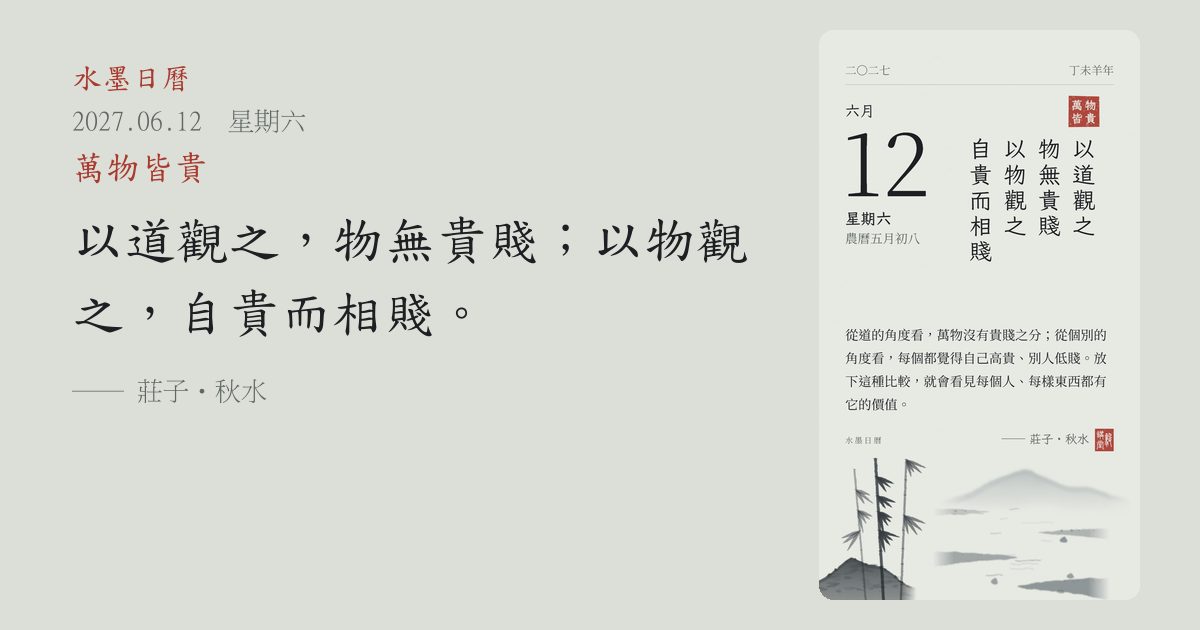 水墨日曆
2027.06.12 星期六
萬物皆貴
以道觀之，物無貴賤；以物觀
之，自貴而相賤。
—— 莊子・秋水
二〇二七
丁未羊年
六月
12
星期六
農曆五月初八
萬物皆貴
以道觀之
物無貴賤
以物觀之
自貴而相賤
從道的角度看，萬物沒有貴賤之分；從個別的
角度看，每個都覺得自己高貴、別人低賤。放
下這種比較，就會看見每個人、每樣東西都有
它的價值。
水墨日曆
—— 莊子・秋水